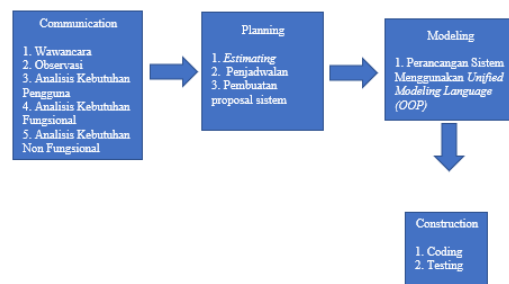 Communication
1. Wawancara
2. Observasi
3. Analisis Kebutuhan
Pengguna
4. Analisis Kebutuhan
Fungsional
5. Analisis Kebutuhan
Non Fungsional
Planning
1. Estimating
2. Penjadwalan
3. Pembuatan
proposal sistem
Modeling
1. Perancangan Sistem
Menggunakan Unified
Modeling Language
(OOP)
Construction
1. Coding
2. Testing